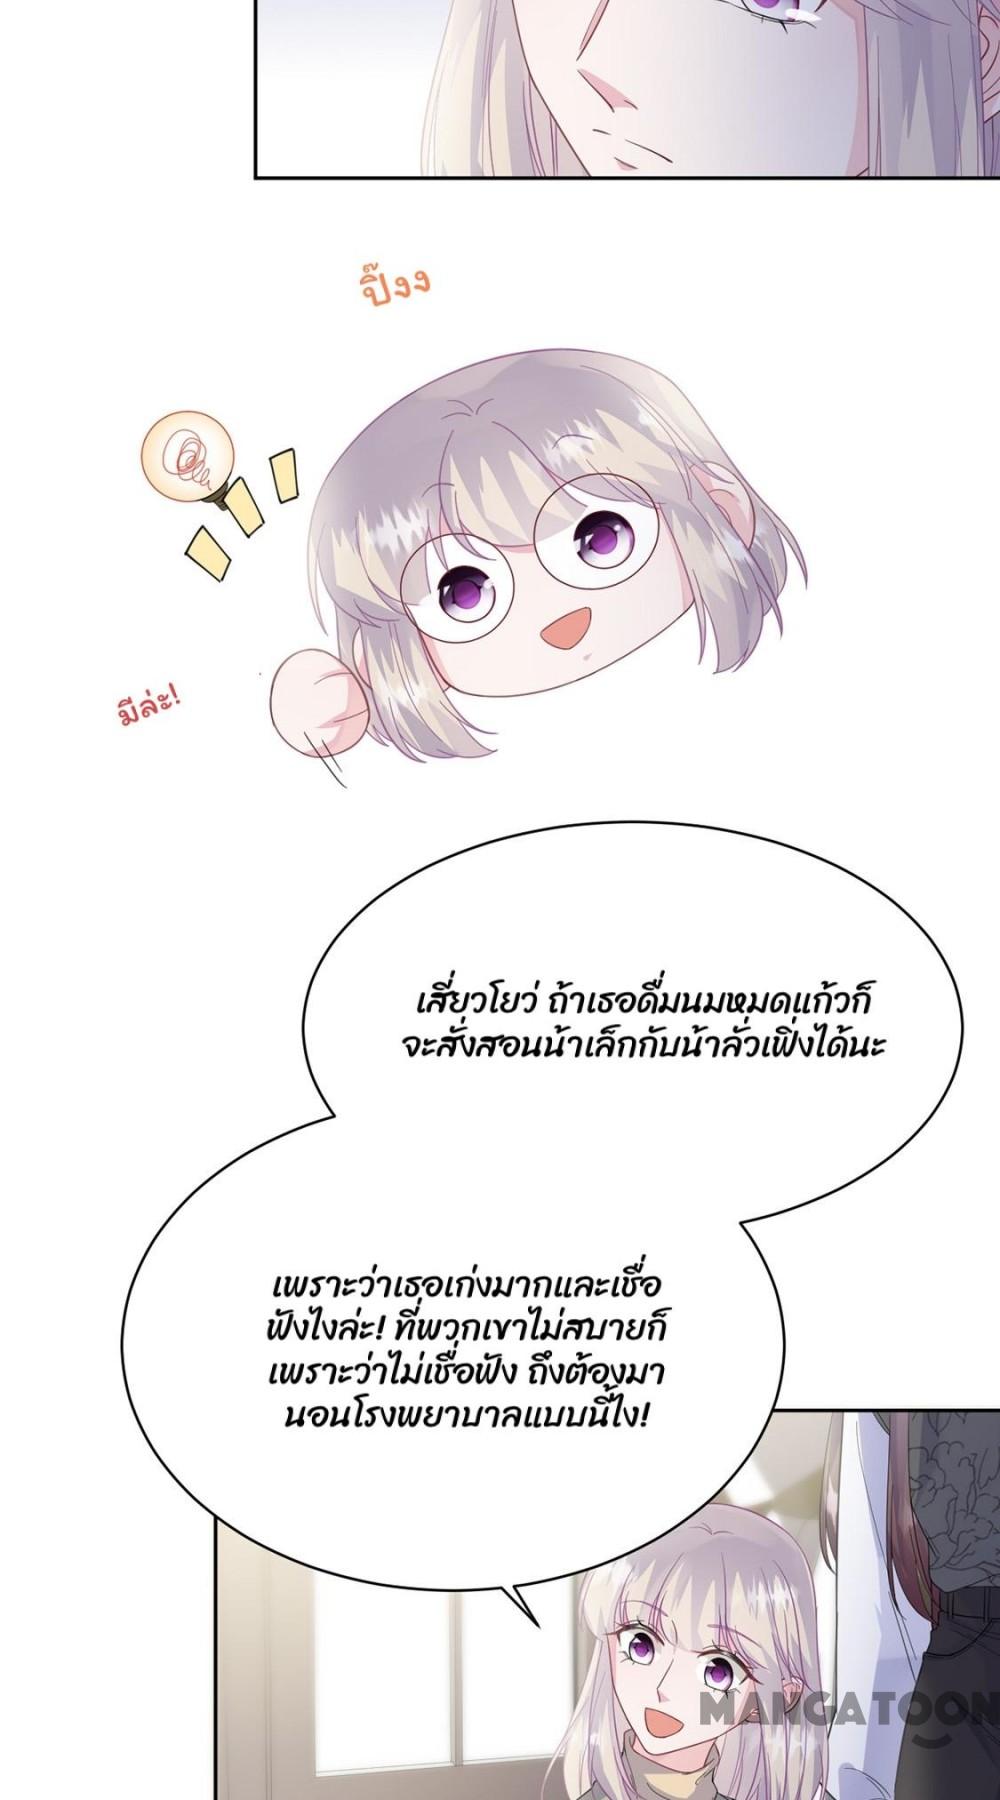 ปิ๊งงง
มีล่ะ!
เสี่ยวโยว่ ถ้าเธอดื่มนมหมดแก้วก็
จะสั่งสอนน้าเล็กกับน้าลั่วเฟิ่งได้นะ
เพราะว่าเธอเก่งมากและเชื่อ
ฟังไงล่ะ! ที่พวกเขาไม่สบายก็
เพราะว่าไม่เชื่อฟัง ถึงต้องมา
นอนโรงพยาบาลแบบนี้ไง!
MANGATOON